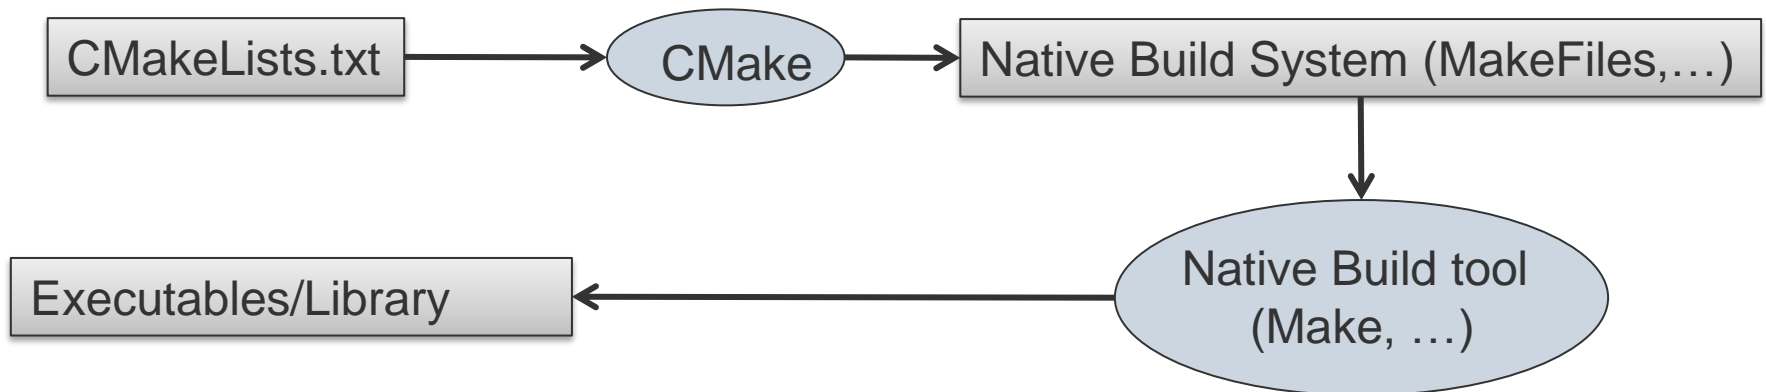 CMakeLists.txt
CMake
Native Build System (MakeFiles,…)
Native Build tool
(Make, …)
Executables/Library